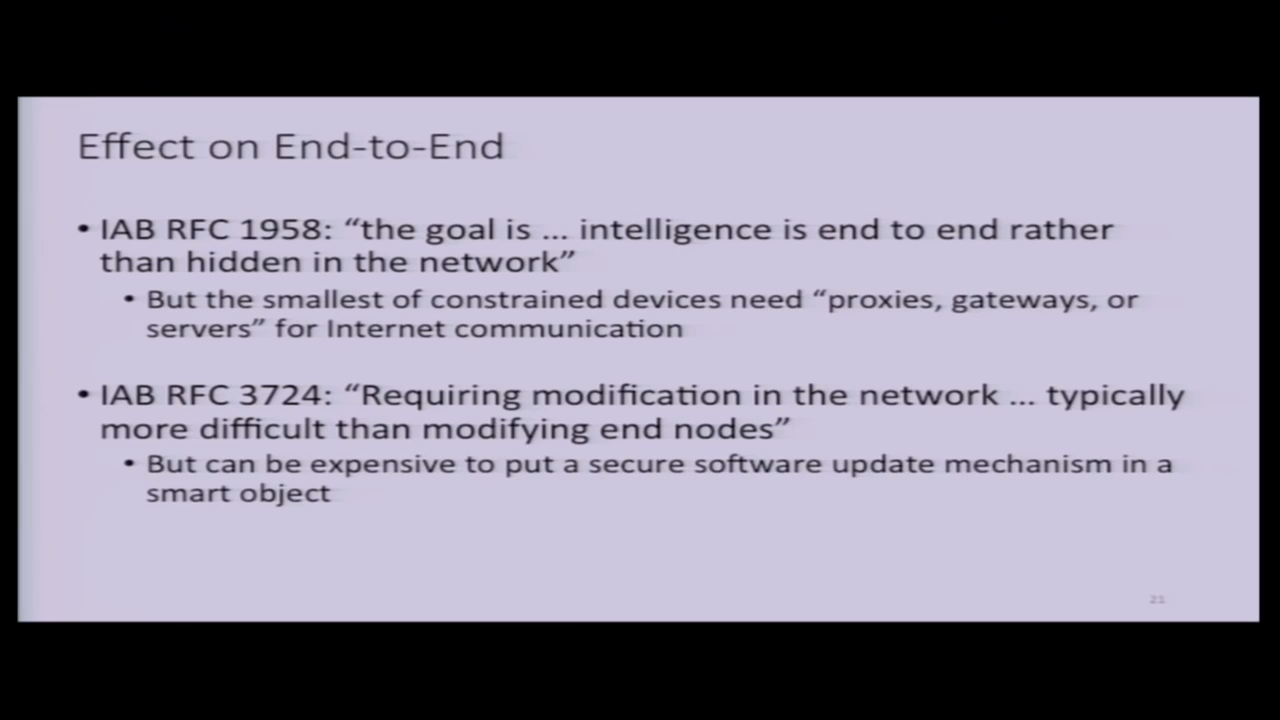 Effect on End-to-End
• IAB RFC 1958: “the goal is ... intelligence is end to end rather
than hidden in the network”
• But the smallest of constrained devices need “proxies, gateways, or
servers” for Internet communication
• IAB RFC 3724: “Requiring modification in the network ... typically
more difficult than modifying end nodes”
• But can be expensive to put a secure software update mechanism in a
smart object
21